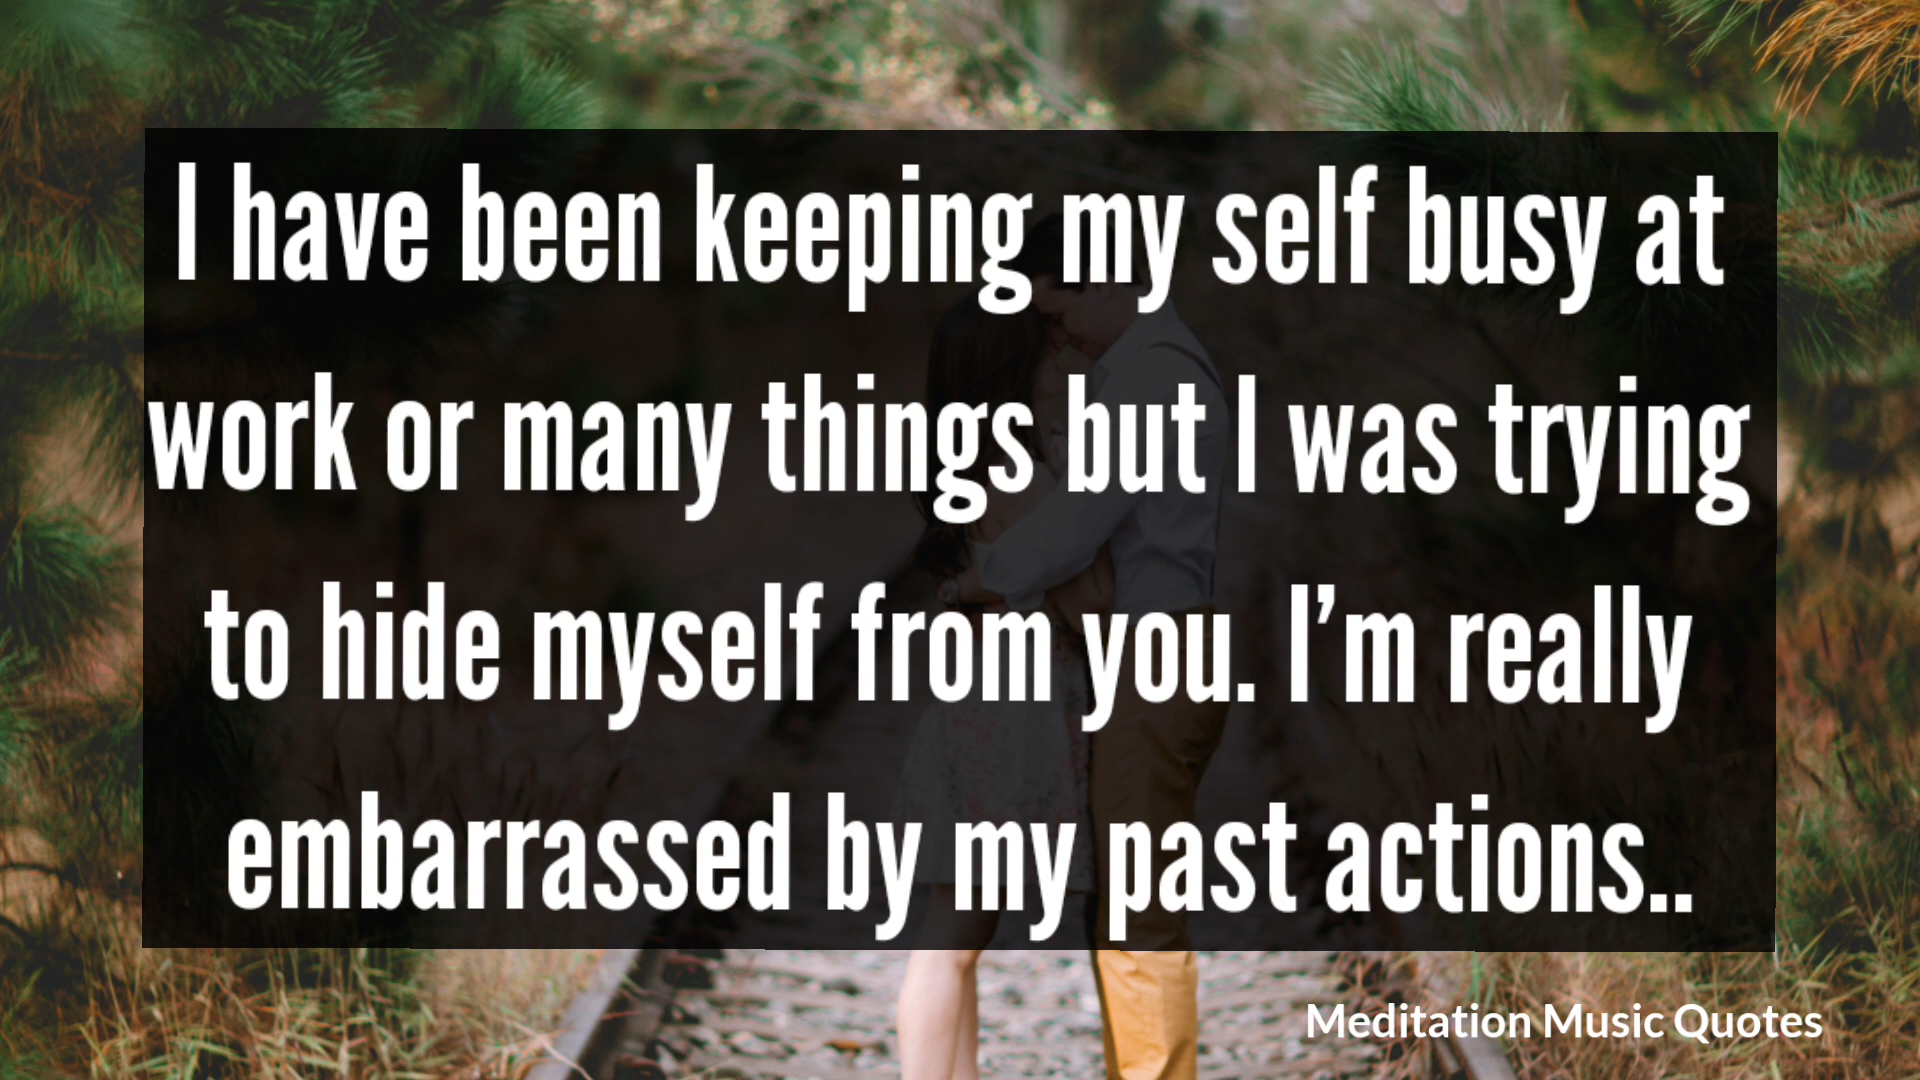 I have been keeping my self busy at
work or many things but I was trying
to hide myself from you. I’m really
embarrassed by my past actions..
Meditation Music Quotes